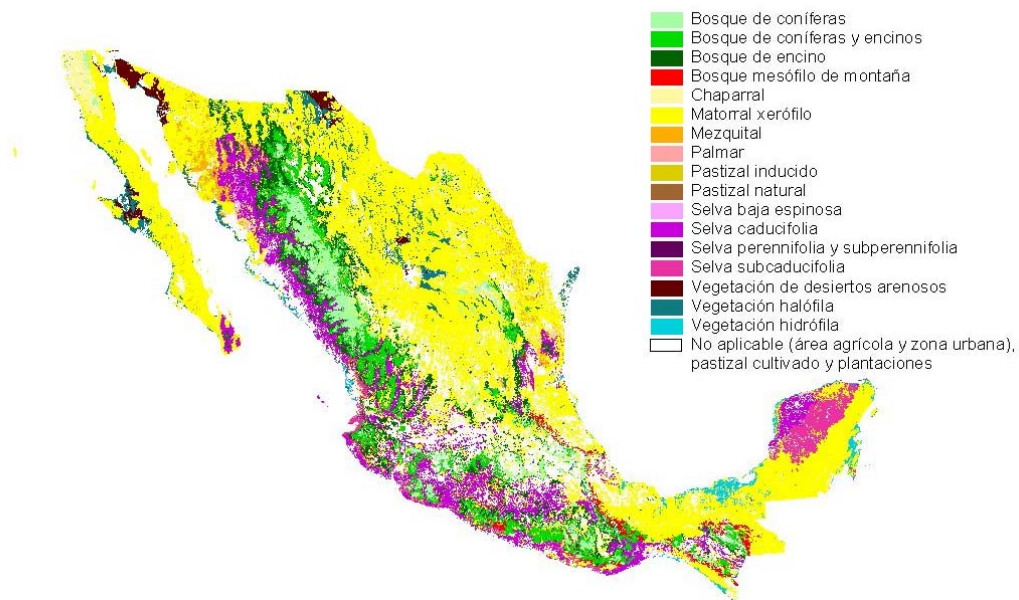 Bosque de coníferas
Bosque de coníferas y encinos
Bosque de encino
Bosque mesófilo de montaña
Chaparral
Matorral xerófilo
Mezquital
Palmar
Pastizal inducido
Pastizal natural
Selva baja espinosa
Selva caducifolia
Selva perennifolia y subperennifolia
Selva subcaducifolia
Vegetación de desiertos arenosos
Vegetación halófila
Vegetación hidrófila
No aplicable (área agrícola y zona urbana),
pastizal cultivado y plantaciones